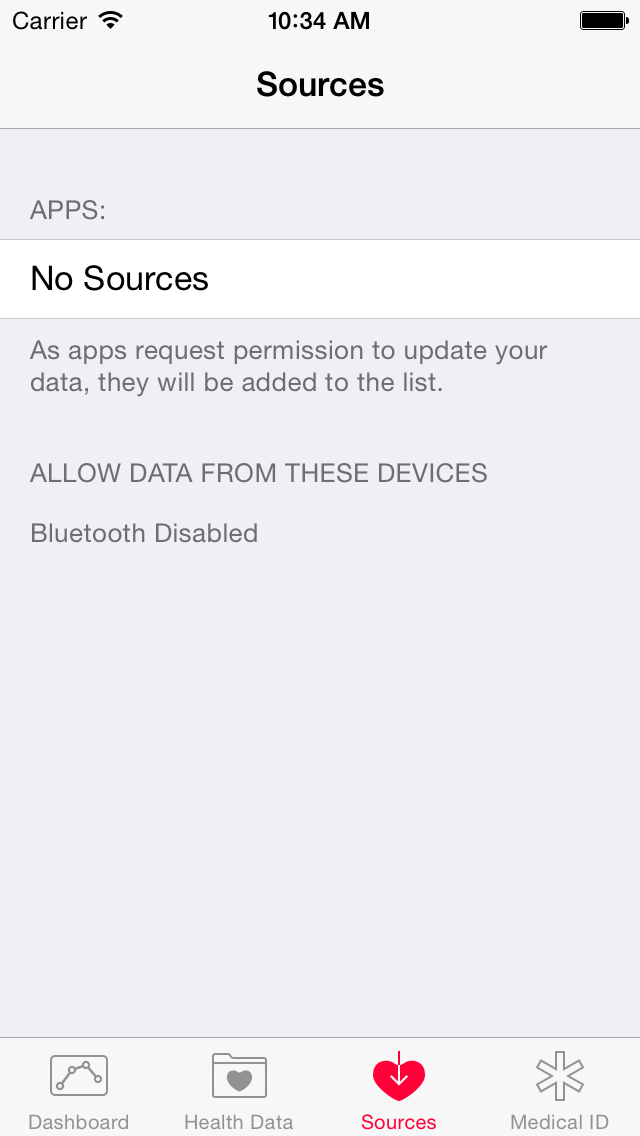 Carrier 10:34 AM
Sources
APPS:
No Sources
As apps request permission to update your
data, they will be added to the list.
ALLOW DATA FROM THESE DEVICES
Bluetooth Disabled
Dashboard Health Data Sources Medical ID